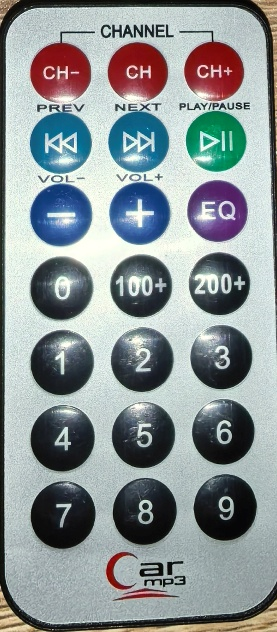 CHANNEL
CH− CH CH+
PREV NEXT PLAY/PAUSE
VOL− VOL+
− + EQ
0 100+ 200+
1 2 3
4 5 6
7 8 9
Car
mp3